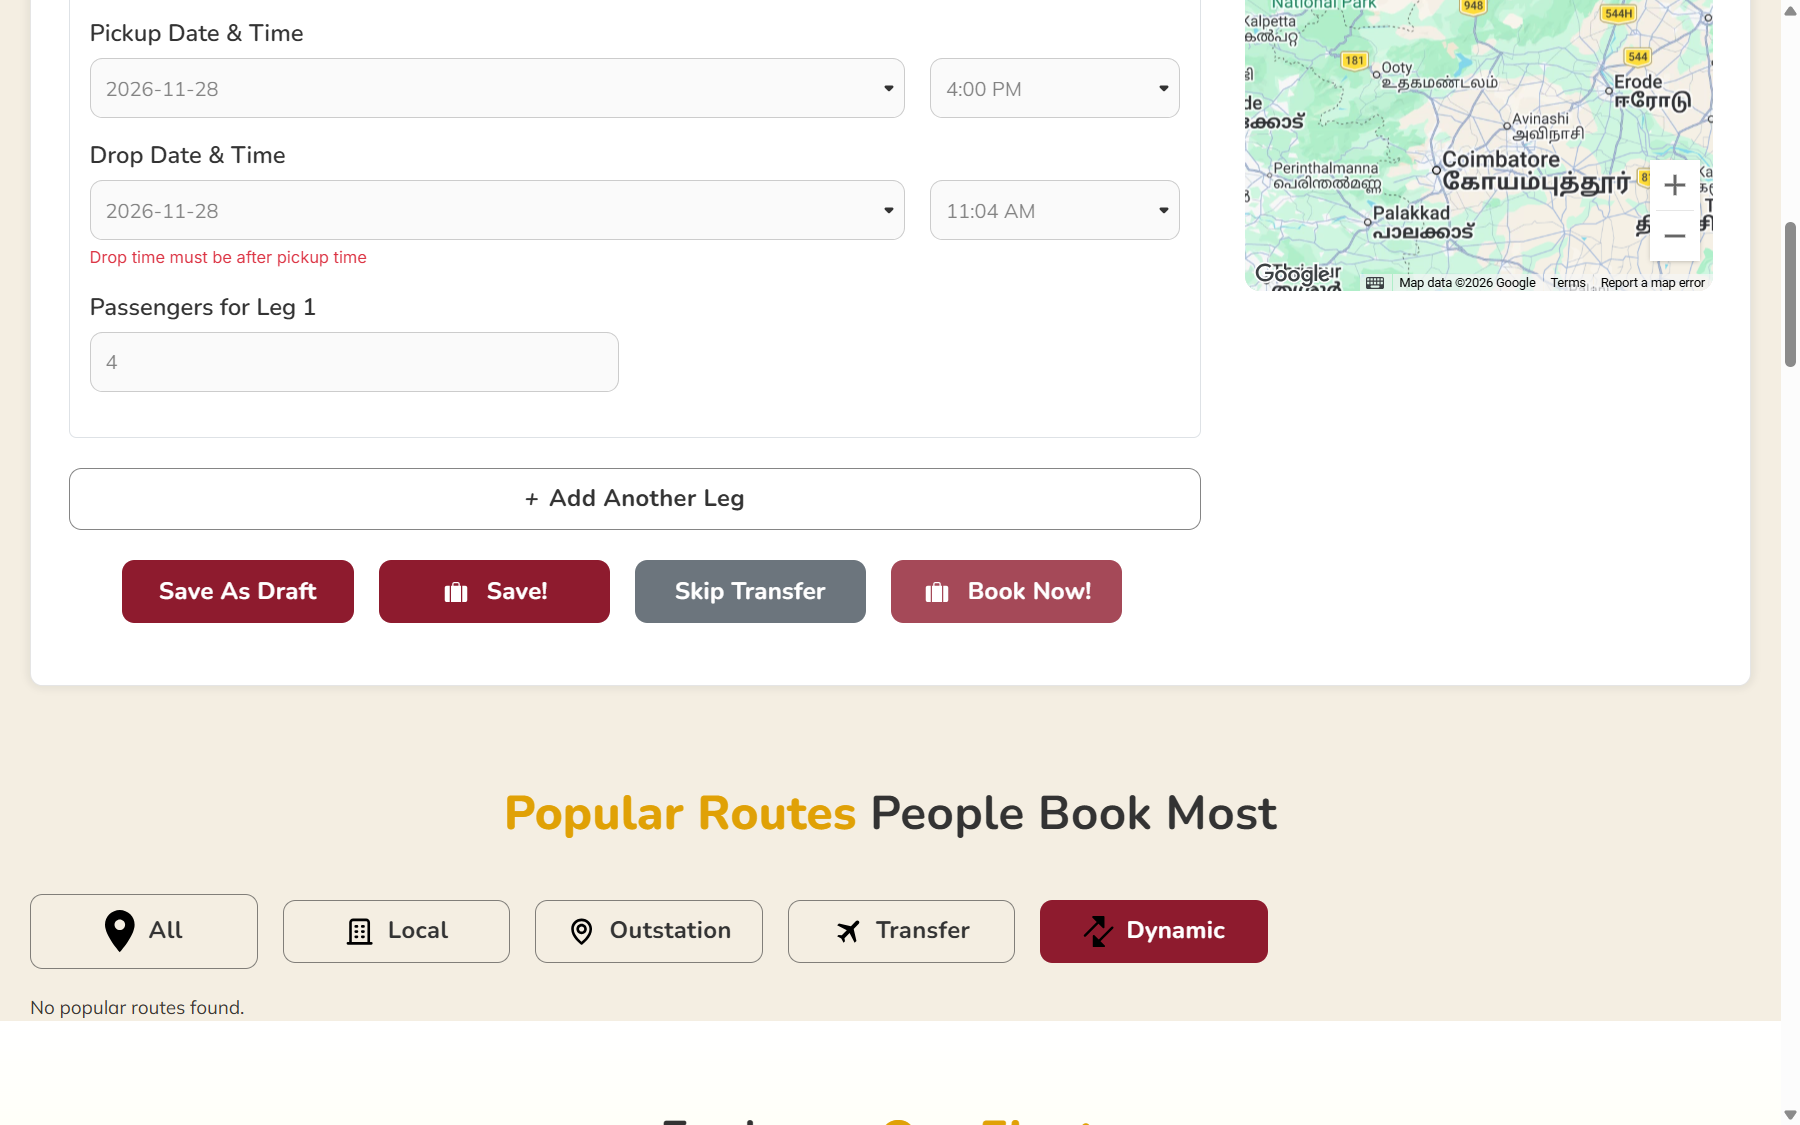 Pickup Date & Time
2026-11-28
4:00 PM
Drop Date & Time
2026-11-28
11:04 AM
Drop time must be after pickup time
Passengers for Leg 1
4
+ Add Another Leg
Save As Draft
Save!
Skip Transfer
Book Now!
National Park
948
544H
Kalpetta
കൽപറ്റ
181
Ooty
உதகமண்டலம்
544
Erode
ஈரோடு
Avinashi
அவிநாசி
Perinthalmanna
പെരിന്തൽമണ്ണ
Coimbatore
கோயம்புத்தூர்
Palakkad
പാലക്കാട്
+
−
Google
Map data ©2026 Google
Terms
Report a map error
Popular Routes People Book Most
All
Local
Outstation
Transfer
Dynamic
No popular routes found.